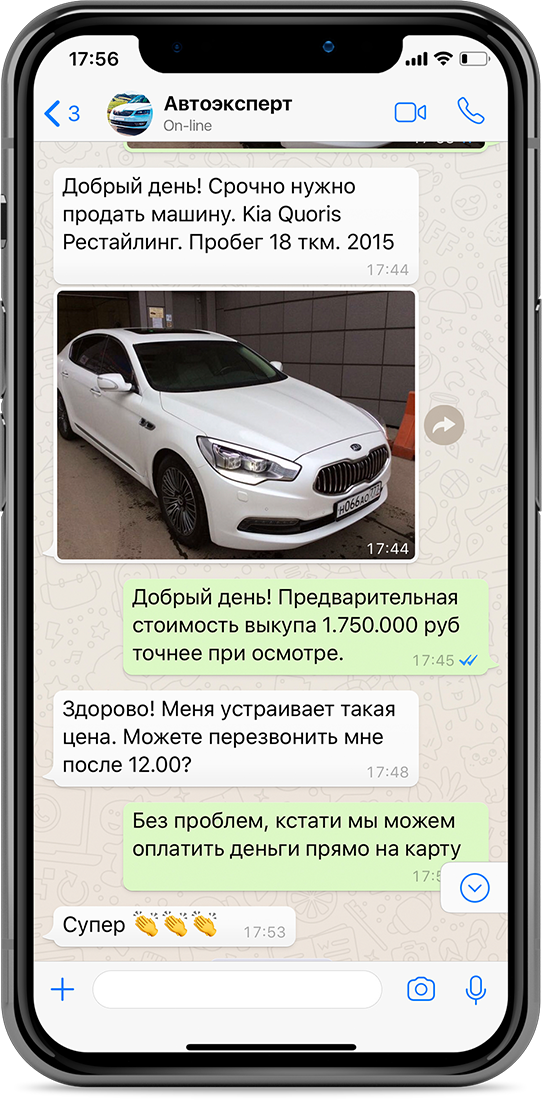 17:56
3
Автоэксперт
On-line
Добрый день! Срочно нужно
продать машину. Kia Quoris
Рестайлинг. Пробег 18 ткм. 2015
17:44
Н066АО 777
17:44
Добрый день! Предварительная
стоимость выкупа 1.750.000 руб
точнее при осмотре.
17:45
Здорово! Меня устраивает такая
цена. Можете перезвонить мне
после 12.00?
17:48
Без проблем, кстати мы можем
оплатить деньги прямо на карту
Супер 👏👏👏
17:53